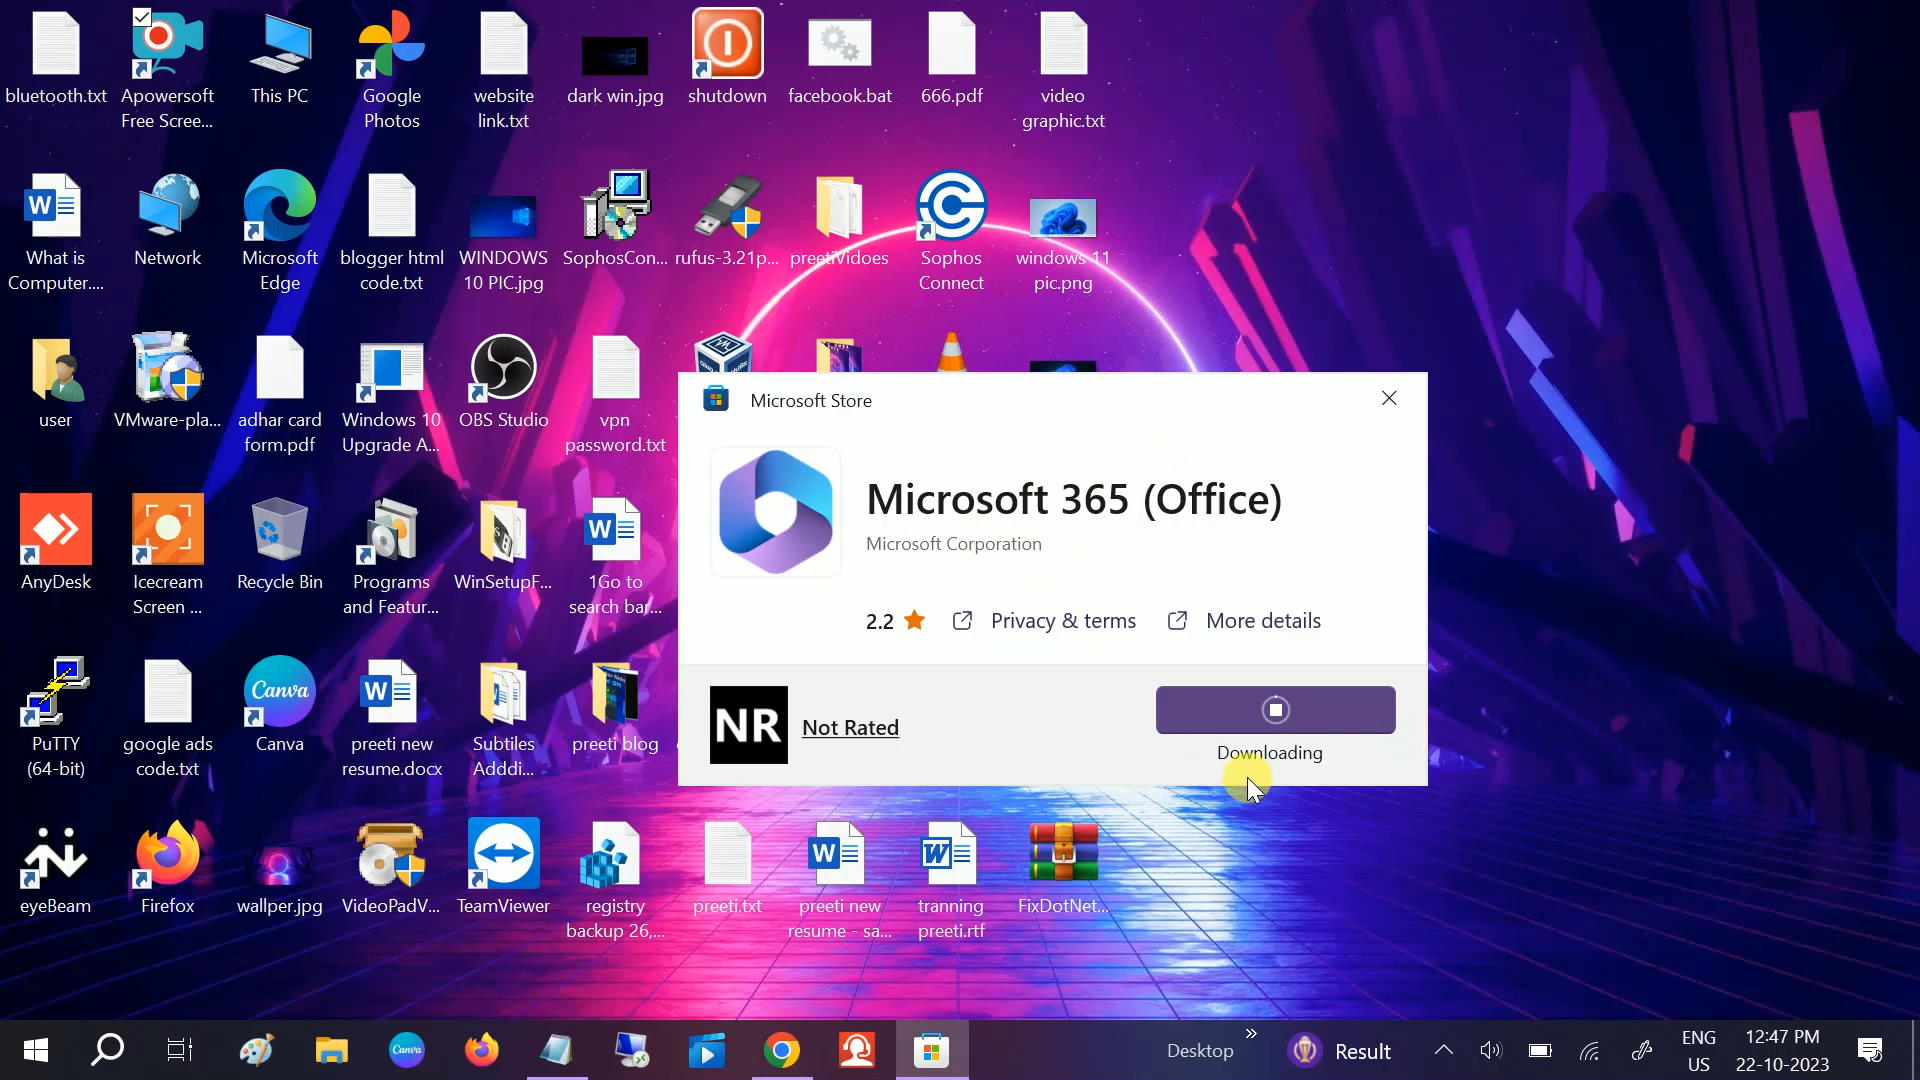 bluetooth.txt
Apowersoft
Free Scree...
This PC
Google
Photos
website
link.txt
dark win.jpg
shutdown
facebook.bat
666.pdf
video
graphic.txt
What is
Computer....
Network
Microsoft
Edge
blogger html
code.txt
WINDOWS
10 PIC.jpg
SophosCon...
rufus-3.21p...
preetiVidoes
Sophos
Connect
windows 11
pic.png
user
VMware-pla...
adhar card
form.pdf
Windows 10
Upgrade A...
OBS Studio
vpn
password.txt
Microsoft Store
Microsoft 365 (Office)
Microsoft Corporation
2.2
Privacy & terms
More details
NR
Not Rated
Downloading
AnyDesk
Icecream
Screen ...
Recycle Bin
Programs
and Featur...
WinSetupF...
1Go to
search bar...
PuTTY
(64-bit)
google ads
code.txt
Canva
Canva
preeti new
resume.docx
Subtiles
Adddi...
preeti blog
eyeBeam
Firefox
wallper.jpg
VideoPadV...
TeamViewer
registry
backup 26,...
preeti.txt
preeti new
resume - sa...
tranning
preeti.rtf
FixDotNet...
Canva
Desktop
Result
ENG
US
12:47 PM
22-10-2023